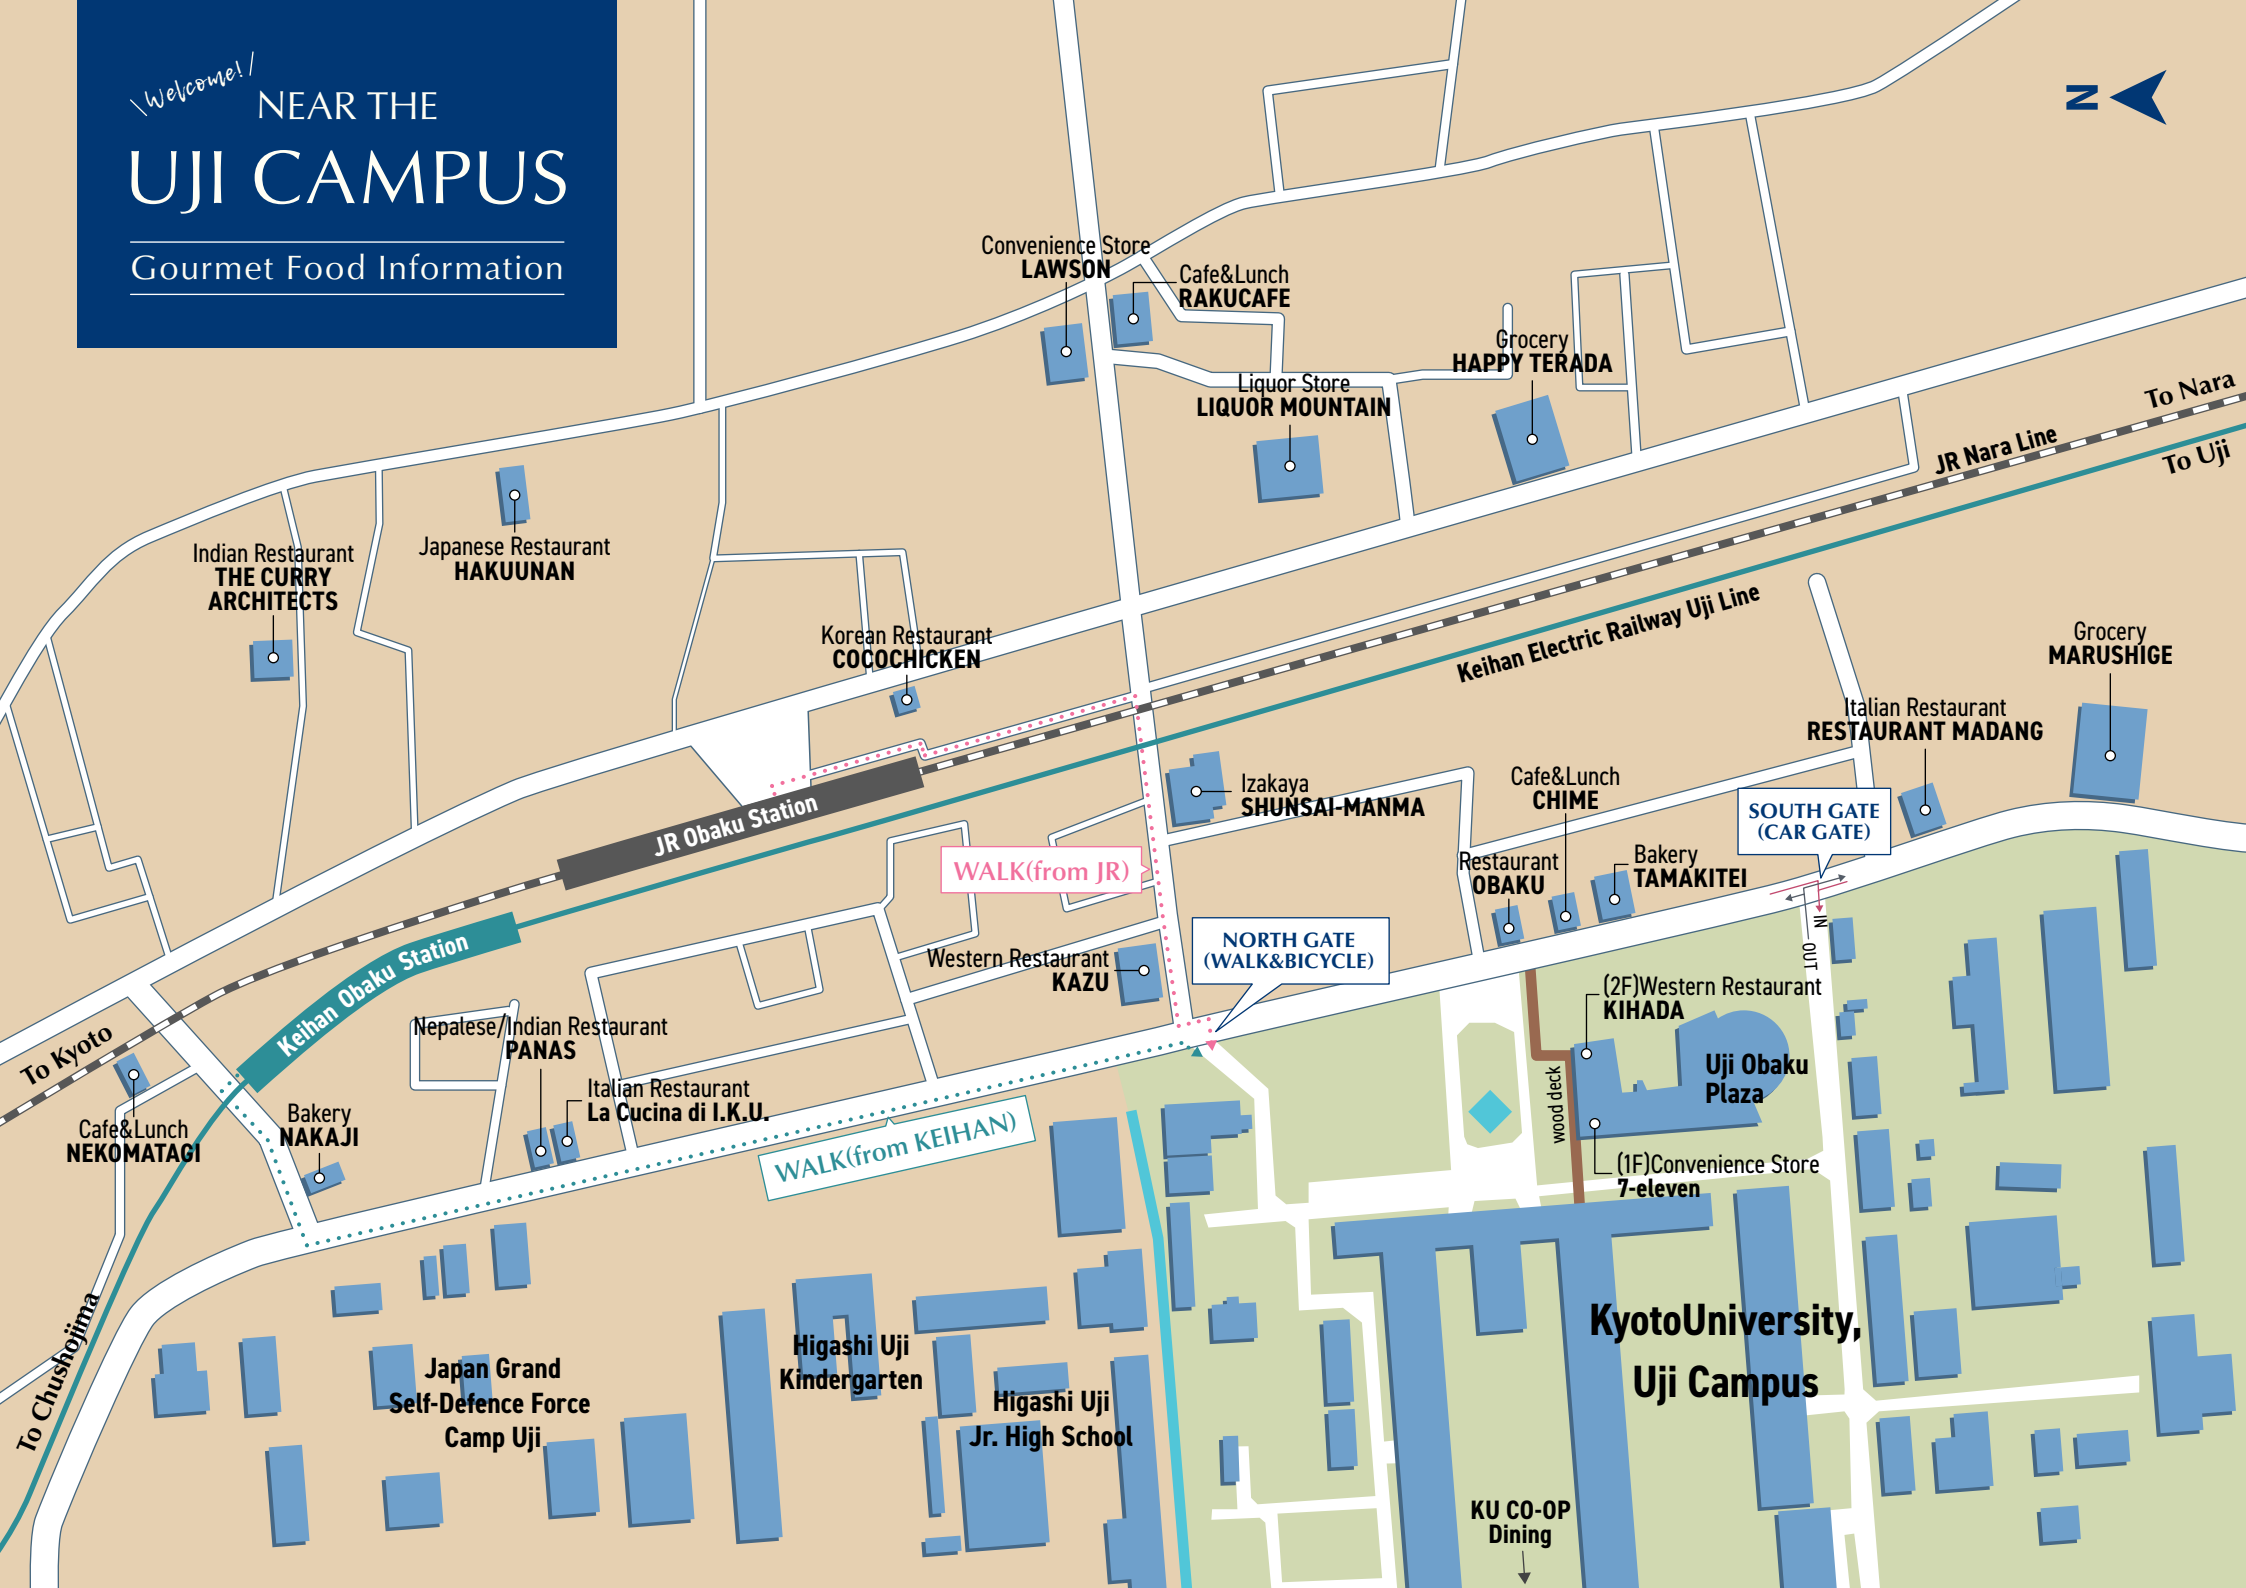 \Welcome!/
NEAR THE
UJI CAMPUS
Gourmet Food Information
N
Convenience Store
LAWSON
Cafe&Lunch
RAKUCAFE
Grocery
HAPPY TERADA
Liquor Store
LIQUOR MOUNTAIN
To Nara
JR Nara Line
To Uji
Keihan Electric Railway Uji Line
Indian Restaurant
THE CURRY
ARCHITECTS
Japanese Restaurant
HAKUUNAN
Korean Restaurant
COCOCHICKEN
Grocery
MARUSHIGE
Italian Restaurant
RESTAURANT MADANG
Izakaya
SHUNSAI-MANMA
Cafe&Lunch
CHIME
SOUTH GATE
(CAR GATE)
JR Obaku Station
WALK(from JR)
Restaurant
OBAKU
Bakery
TAMAKITEI
IN
OUT
Keihan Obaku Station
Western Restaurant
KAZU
NORTH GATE
(WALK&BICYCLE)
(2F)Western Restaurant
KIHADA
To Kyoto
Nepalese/Indian Restaurant
PANAS
Uji Obaku
Plaza
wood deck
Italian Restaurant
La Cucina di I.K.U.
Cafe&Lunch
NEKOMATAGI
Bakery
NAKAJI
WALK(from KEIHAN)
(1F)Convenience Store
7-eleven
To Chushojima
Japan Grand
Self-Defence Force
Camp Uji
Higashi Uji
Kindergarten
Higashi Uji
Jr. High School
KyotoUniversity,
Uji Campus
KU CO-OP
Dining